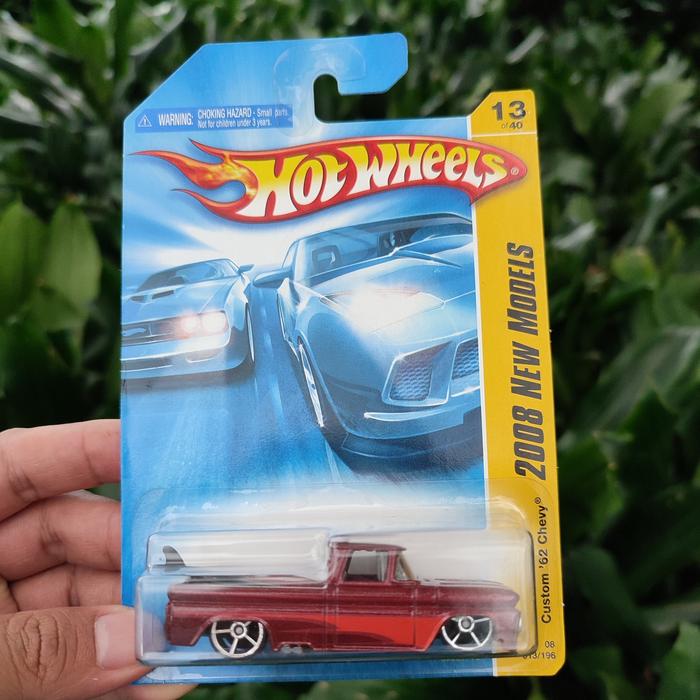 WARNING: CHOKING HAZARD - Small parts.
Not for children under 3 years.
13
of 40
HOT WHEELS®
2008 NEW MODELS
Custom '62 Chevy®
08
013/196